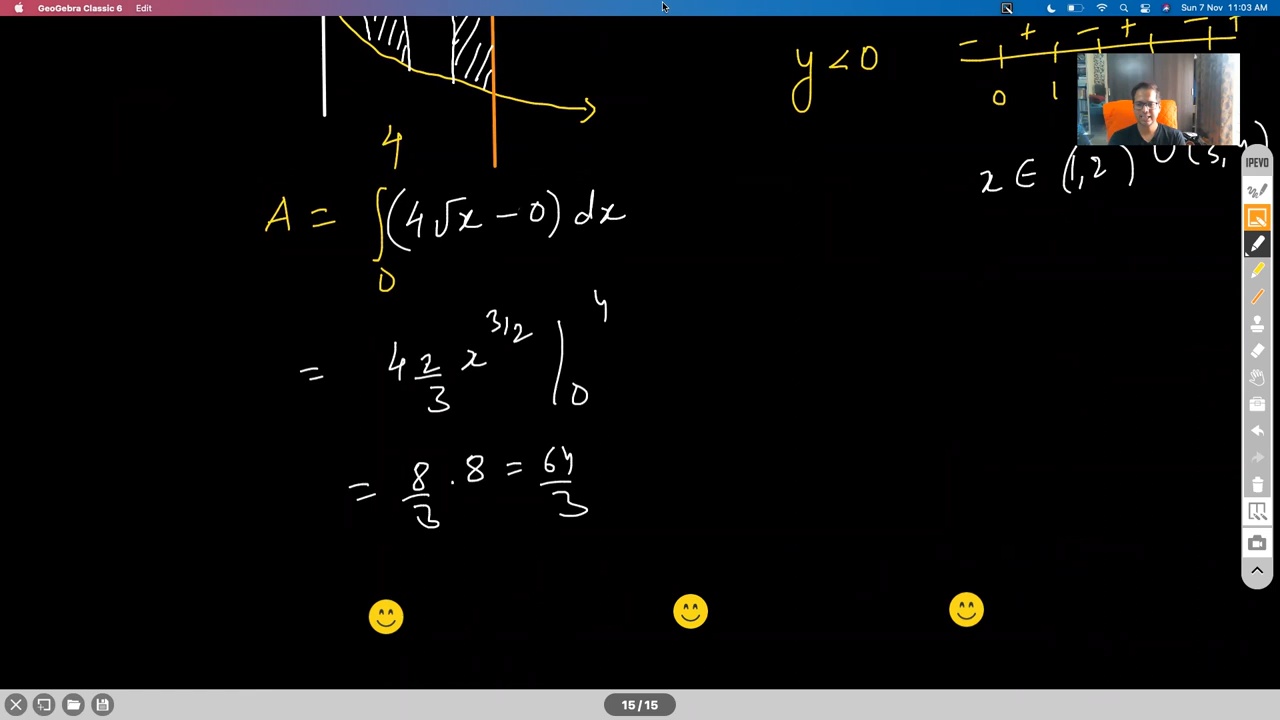 GeoGebra Classic 6 Edit Sun 7 Nov 11:03 AM
y < 0
− + − + − +
0 1
x ∈ (1,2) ∪ (3,
4
A = ∫ (4√x − 0) dx
0
= 4 2/3 x^3/2 | 4 0
= 8/3 . 8 = 64/3
IPEVO
15 / 15